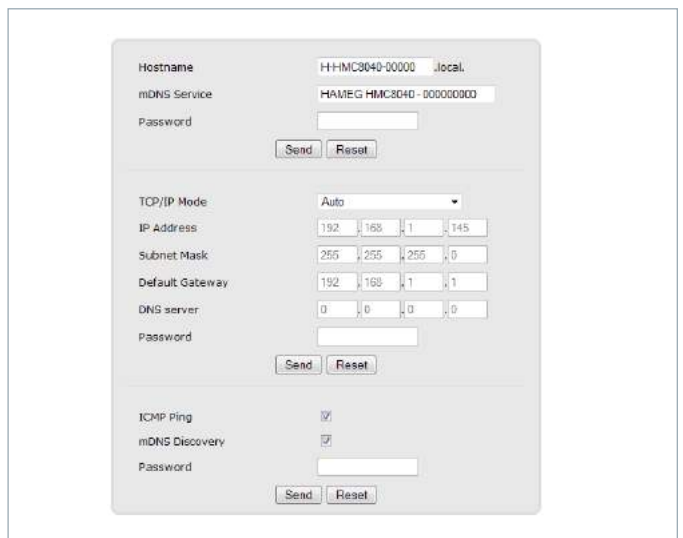 Hostname H-HMC8040-00000 .local.
mDNS Service HAMEG HMC8040 - 000000000
Password
Send Reset
TCP/IP Mode Auto
IP Address 192 . 168 . 1 . 145
Subnet Mask 255 . 255 . 255 . 0
Default Gateway 192 . 168 . 1 . 1
DNS server 0 . 0 . 0 . 0
Password
Send Reset
ICMP Ping
mDNS Discovery
Password
Send Reset